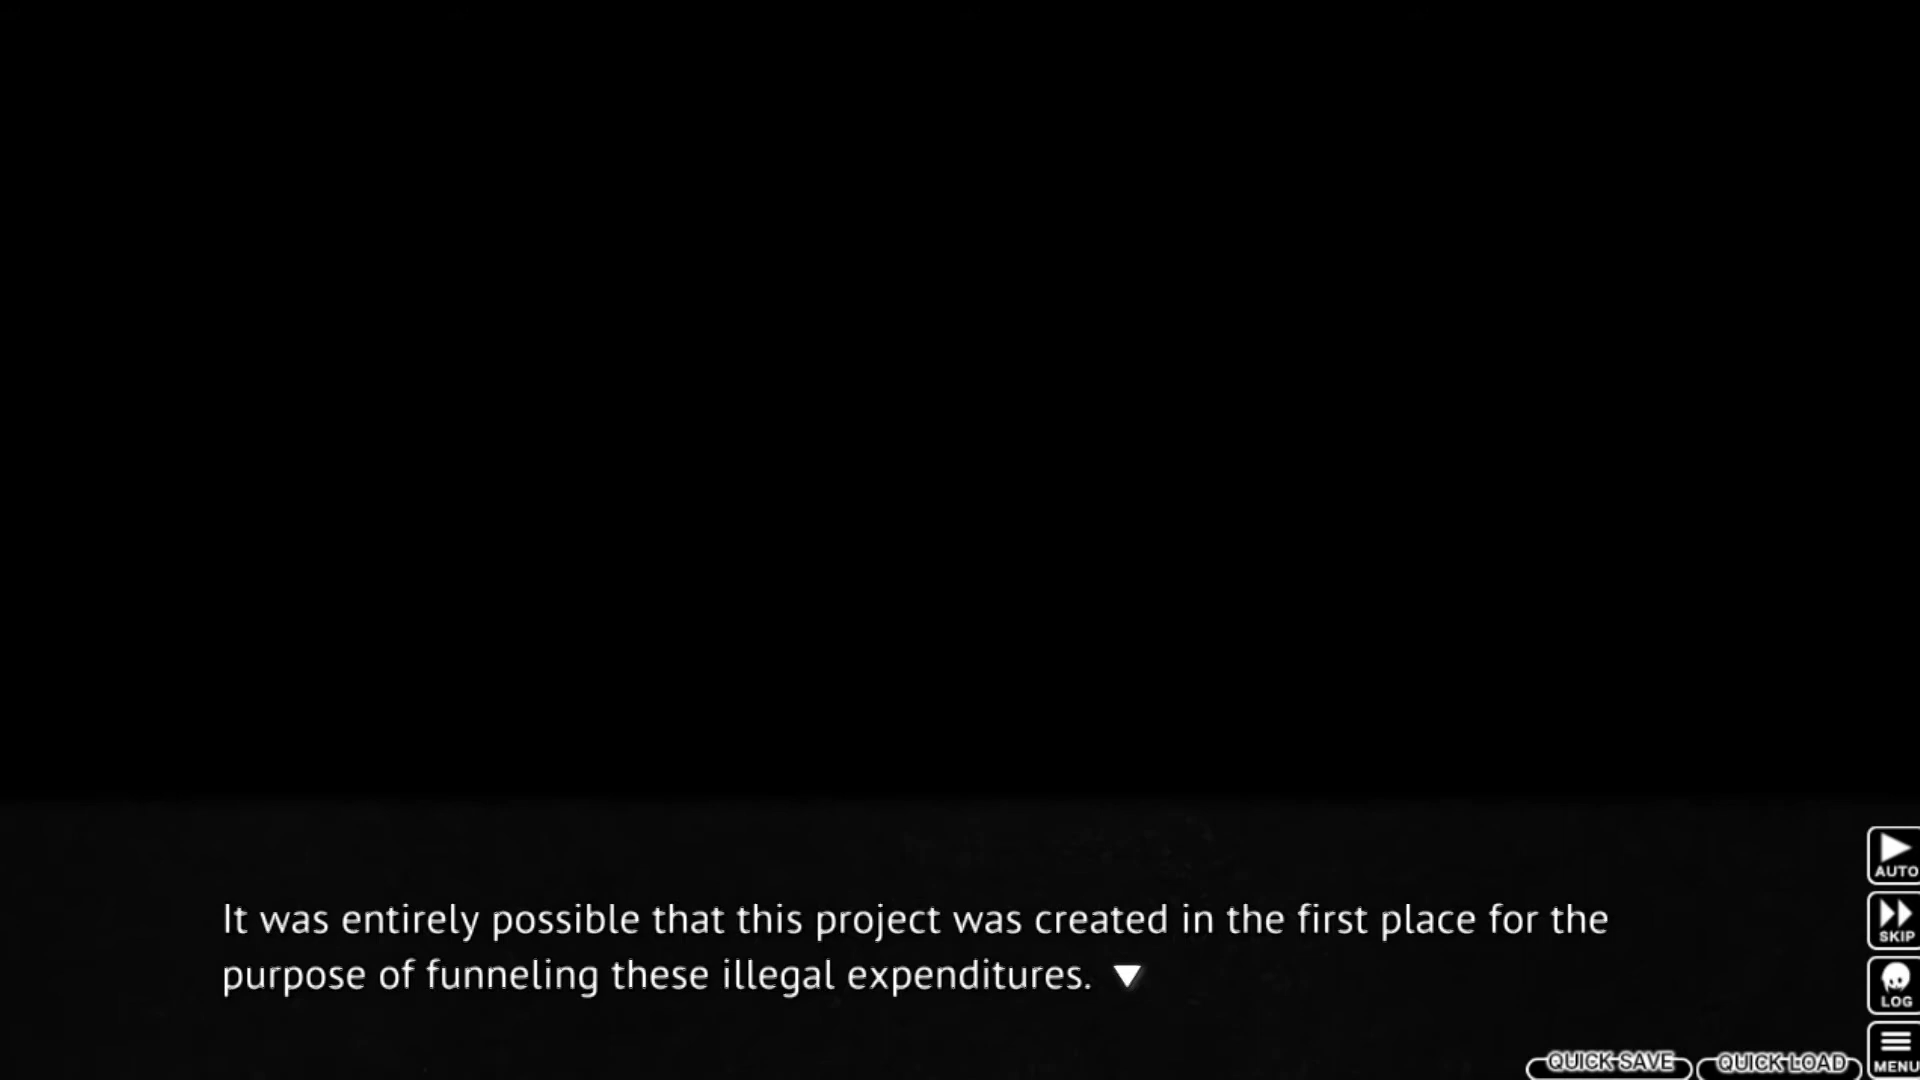 It was entirely possible that this project was created in the first place for the
purpose of funneling these illegal expenditures.
AUTO
SKIP
LOG
MENU
QUICK SAVE
QUICK LOAD